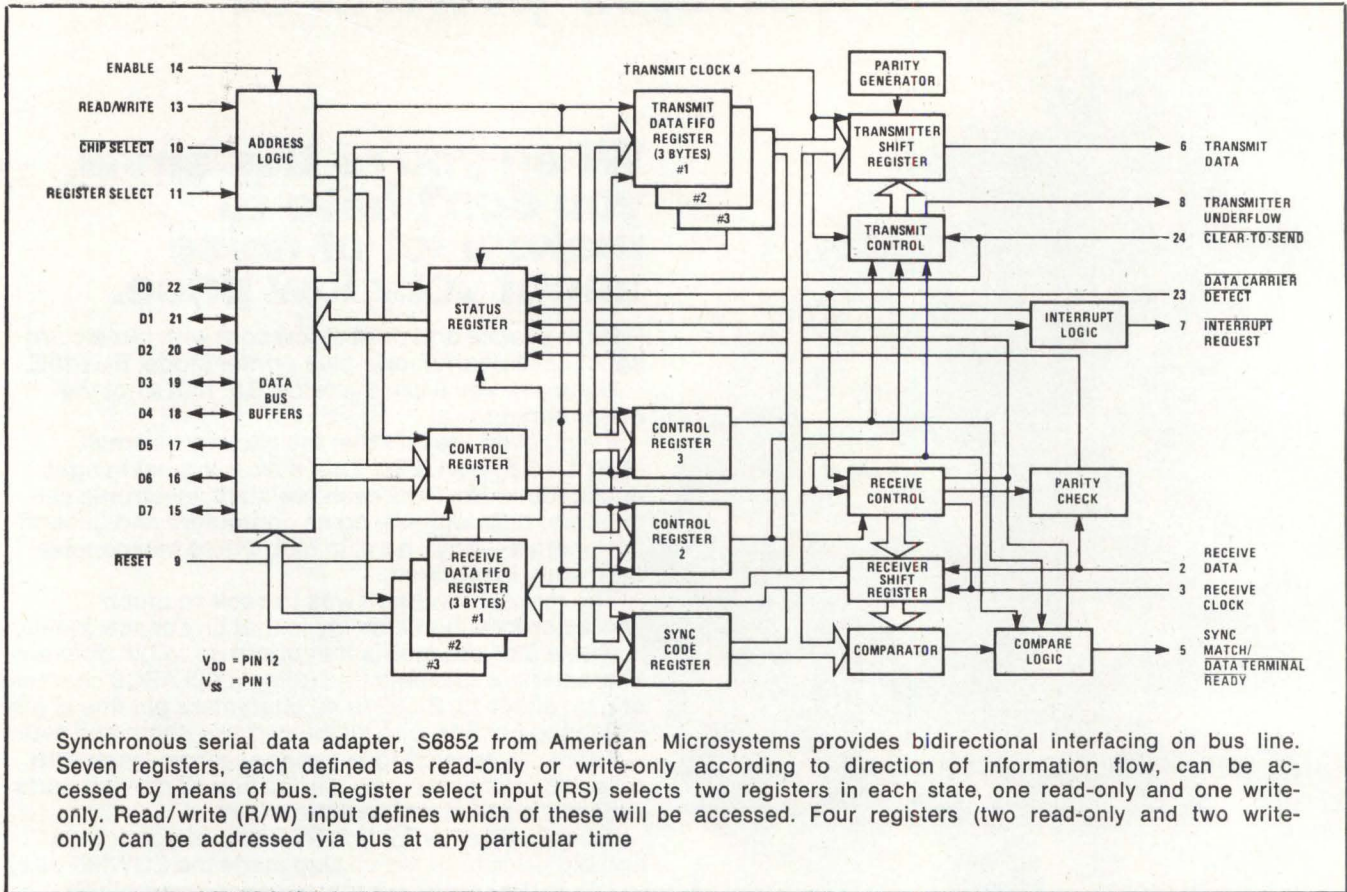 ENABLE 14
READ/WRITE 13
CHIP SELECT 10
REGISTER SELECT 11
ADDRESS
LOGIC
TRANSMIT CLOCK 4
TRANSMIT
DATA FIFO
REGISTER
(3 BYTES)
#1
#2
#3
PARITY
GENERATOR
TRANSMITTER
SHIFT
REGISTER
TRANSMIT
CONTROL
6 TRANSMIT
DATA
8 TRANSMITTER
UNDERFLOW
24 CLEAR-TO-SEND
23 DATA CARRIER
DETECT
INTERRUPT
LOGIC
7 INTERRUPT
REQUEST
D0 22
D1 21
D2 20
D3 19
D4 18
D5 17
D6 16
D7 15
DATA
BUS
BUFFERS
STATUS
REGISTER
CONTROL
REGISTER
1
CONTROL
REGISTER
3
CONTROL
REGISTER
2
RECEIVE
CONTROL
PARITY
CHECK
RESET 9
RECEIVE
DATA FIFO
REGISTER
(3 BYTES)
#1
#2
#3
RECEIVER
SHIFT
REGISTER
2 RECEIVE
DATA
3 RECEIVE
CLOCK
SYNC
CODE
REGISTER
COMPARATOR
COMPARE
LOGIC
5 SYNC
MATCH/
DATA TERMINAL
READY
VDD = PIN 12
VSS = PIN 1
Synchronous serial data adapter, S6852 from American Microsystems provides bidirectional interfacing on bus line.
Seven registers, each defined as read-only or write-only according to direction of information flow, can be ac-
cessed by means of bus. Register select input (RS) selects two registers in each state, one read-only and one write-
only. Read/write (R/W) input defines which of these will be accessed. Four registers (two read-only and two write-
only) can be addressed via bus at any particular time